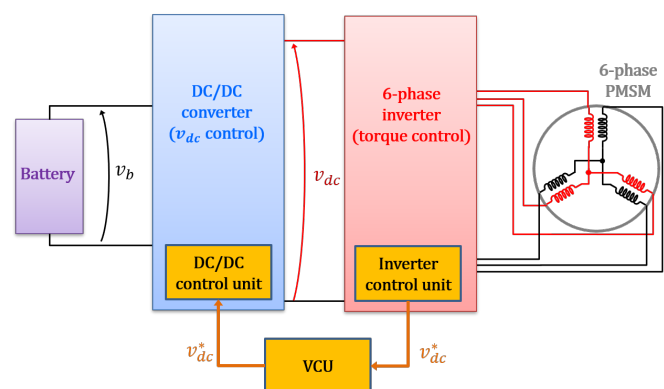 Battery
v_b
DC/DC
converter
(v_dc control)
DC/DC
control unit
v_dc
6-phase
inverter
(torque control)
Inverter
control unit
6-phase
PMSM
v*_dc
VCU
v*_dc